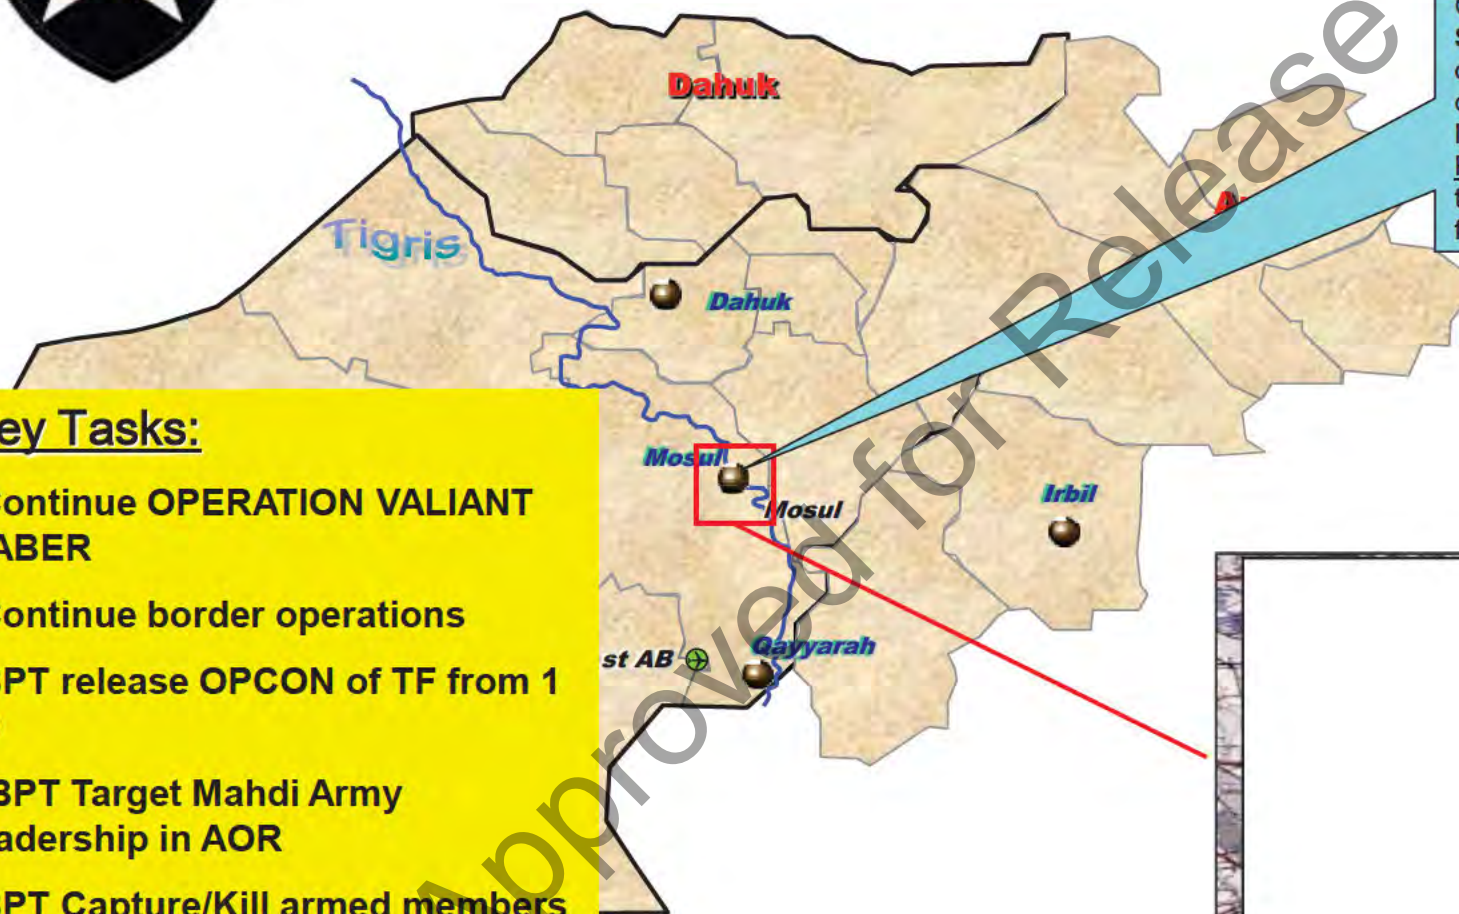 Dahuk
Tigris
Dahuk
Mosul
Mosul
Irbil
Qayyarah
st AB
ey Tasks:
ontinue OPERATION VALIANT
ABER
ontinue border operations
PT release OPCON of TF from 1
BPT Target Mahdi Army
adership in AOR
PT Capture/Kill armed members
Approved for Release